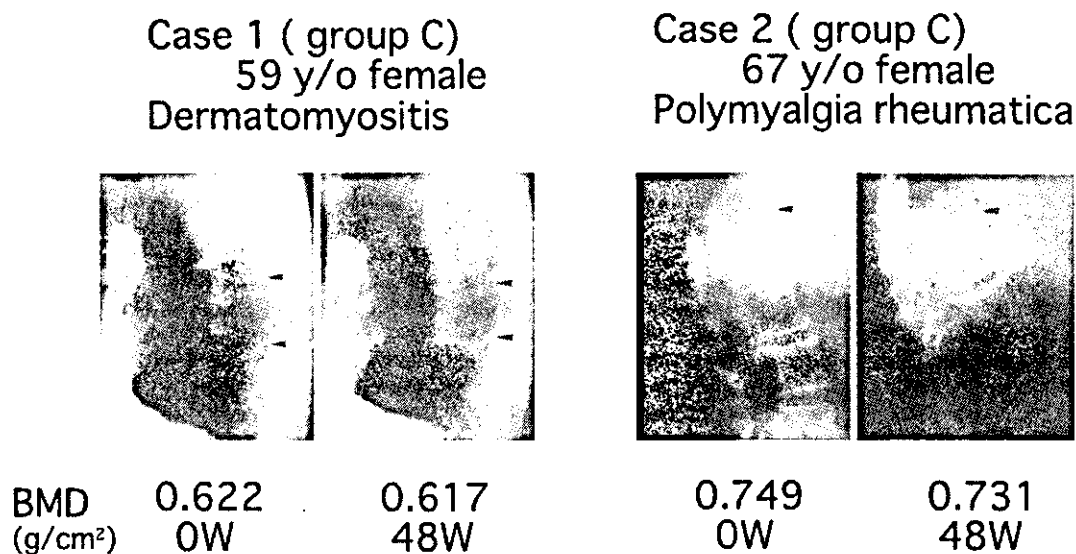 Case 1 ( group C)
59 y/o female
Dermatomyositis
Case 2 ( group C)
67 y/o female
Polymyalgia rheumatica
BMD 0.622 0.617 0.749 0.731
(g/cm²) 0W 48W 0W 48W